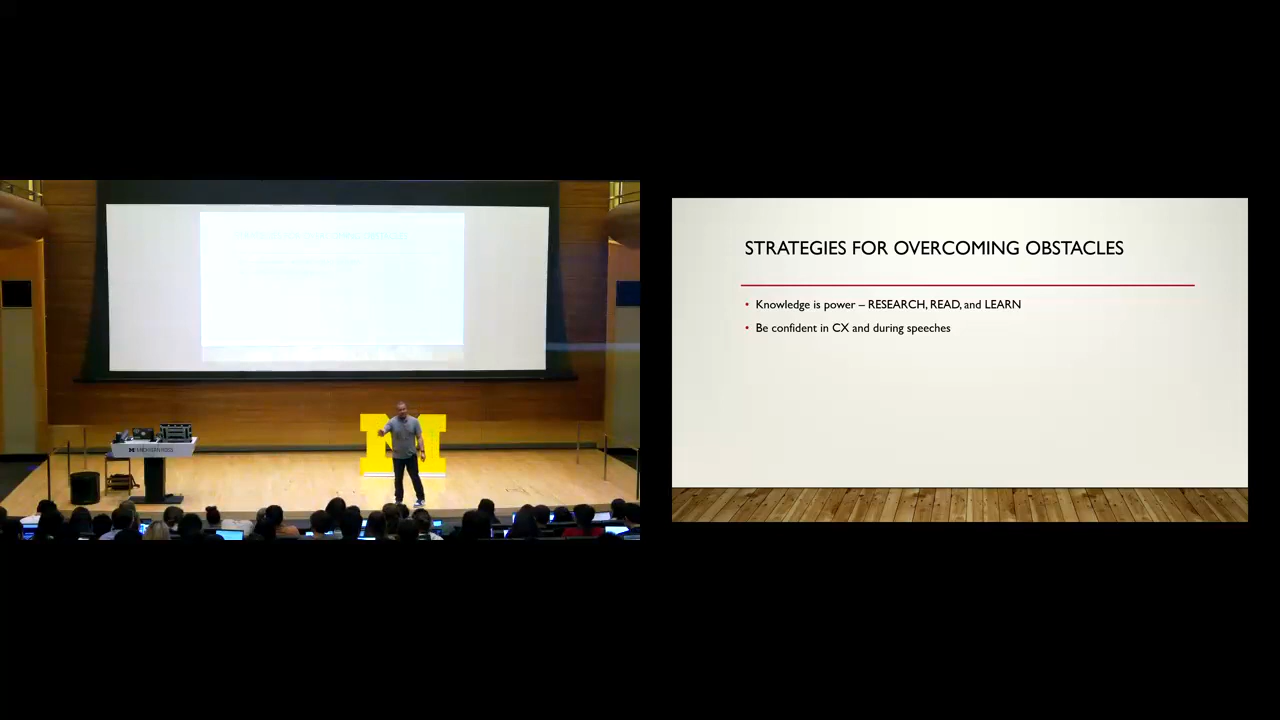 M
STRATEGIES FOR OVERCOMING OBSTACLES
• Knowledge is power – RESEARCH, READ, and LEARN
• Be confident in CX and during speeches